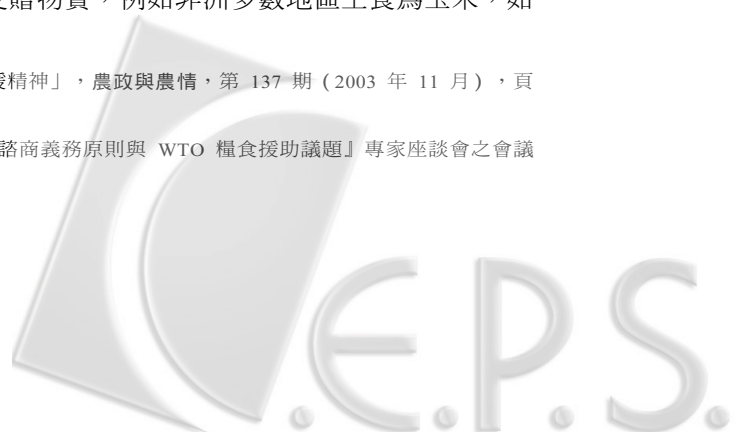 贈物資，例如非洲多數地區主食為玉米，如
精神」，農政與農情，第 137 期 (2003 年 11 月)，頁
諮商義務原則與 WTO 糧食援助議題』專家座談會之會議
C.E.P.S.